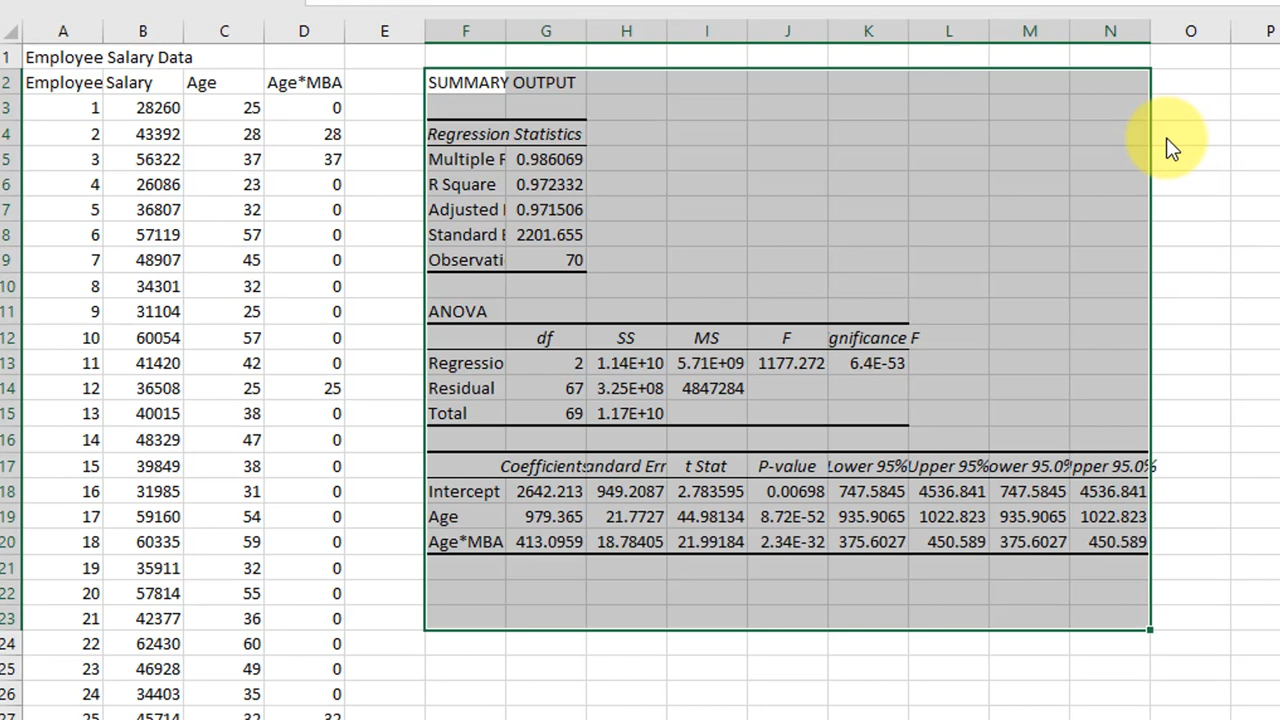 A B C D E F G H I J K L M N O P
1 Employee Salary Data
2 Employee Salary Age Age*MBA SUMMARY OUTPUT
3 1 28260 25 0
4 2 43392 28 28 Regression Statistics
5 3 56322 37 37 Multiple R 0.986069
6 4 26086 23 0 R Square 0.972332
7 5 36807 32 0 Adjusted 0.971506
8 6 57119 57 0 Standard E 2201.655
9 7 48907 45 0 Observati 70
10 8 34301 32 0
11 9 31104 25 0 ANOVA
12 10 60054 57 0 df SS MS F gnificance F
13 11 41420 42 0 Regressio 2 1.14E+10 5.71E+09 1177.272 6.4E-53
14 12 36508 25 25 Residual 67 3.25E+08 4847284
15 13 40015 38 0 Total 69 1.17E+10
16 14 48329 47 0
17 15 39849 38 0 Coefficients andard Err t Stat P-value Lower 95% Upper 95% ower 95.0% pper 95.0%
18 16 31985 31 0 Intercept 2642.213 949.2087 2.783595 0.00698 747.5845 4536.841 747.5845 4536.841
19 17 59160 54 0 Age 979.365 21.7727 44.98134 8.72E-52 935.9065 1022.823 935.9065 1022.823
20 18 60335 59 0 Age*MBA 413.0959 18.78405 21.99184 2.34E-32 375.6027 450.589 375.6027 450.589
21 19 35911 32 0
22 20 57814 55 0
23 21 42377 36 0
24 22 62430 60 0
25 23 46928 49 0
26 24 34403 35 0
27 25 45714 32 32